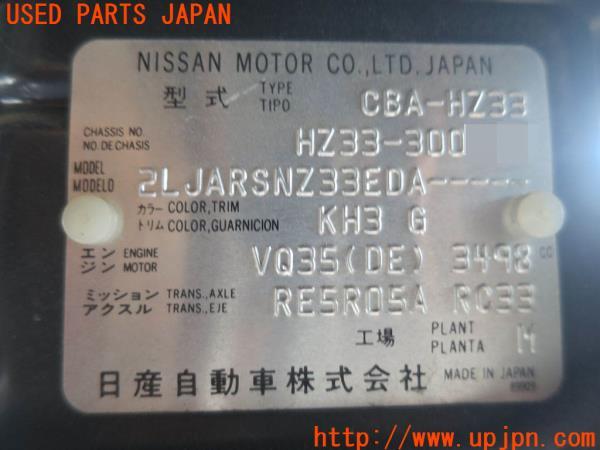 USED PARTS JAPAN
NISSAN MOTOR CO.,LTD.JAPAN
型式 TYPE TIPO CBA-HZ33
CHASSIS NO. NO.DE CHASIS HZ33-300
MODEL MODELO 2LJARSNZ33EDA------
カラー COLOR,TRIM トリム COLOR,GUARNICION KH3 G
エンジン ENGINE MOTOR VQ35(DE) 3498 cc
ミッション TRANS.,AXLE アクスル TRANS.,EJE RE5R05A RC33
工場 PLANT PLANTA M
日産自動車株式会社 MADE IN JAPAN
http://www.upjpn.com/